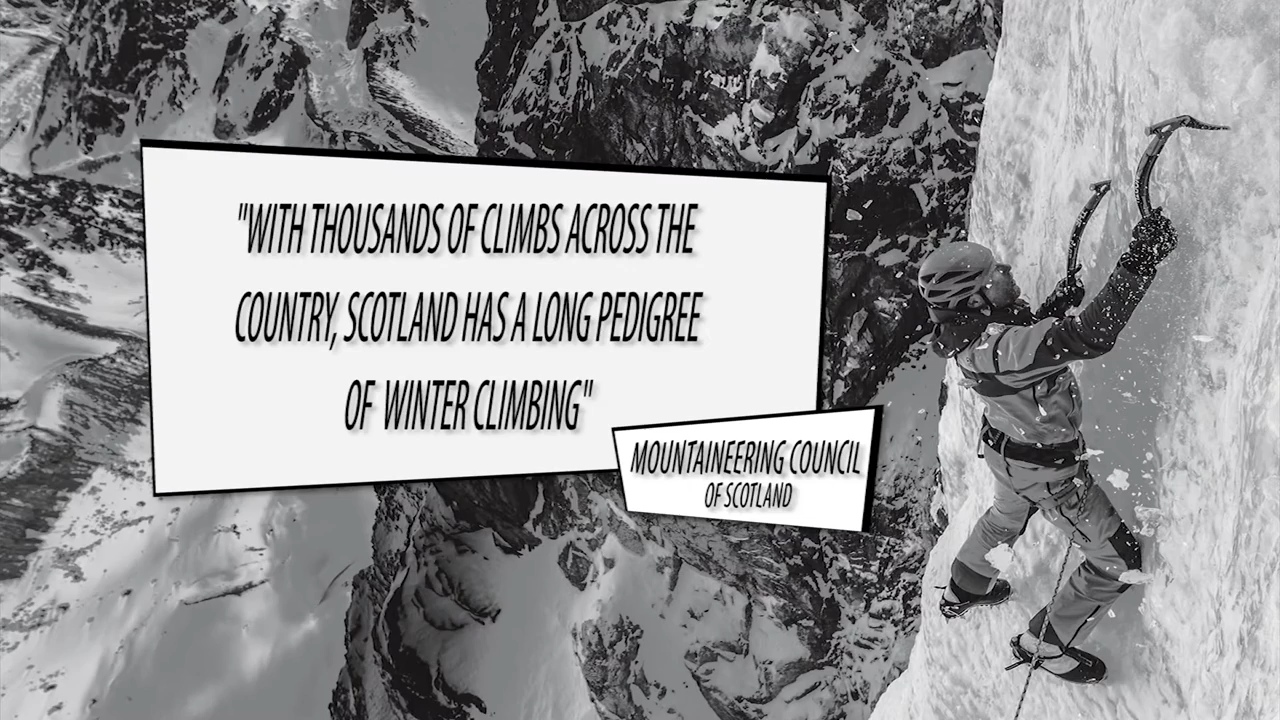 "WITH THOUSANDS OF CLIMBS ACROSS THE
COUNTRY, SCOTLAND HAS A LONG PEDIGREE
OF WINTER CLIMBING"
MOUNTAINEERING COUNCIL
OF SCOTLAND